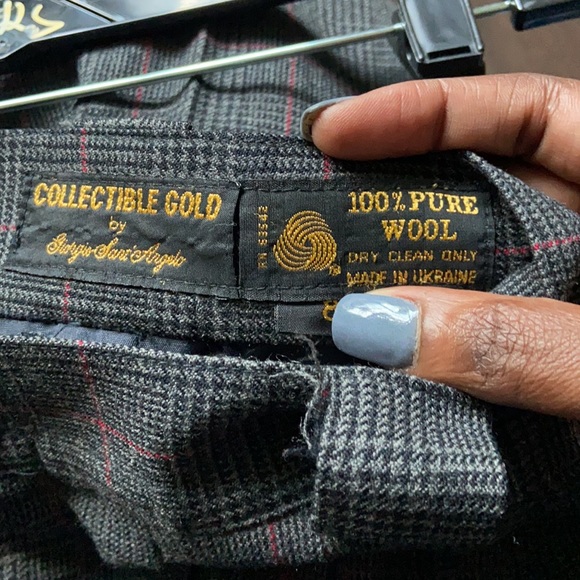 COLLECTIBLE GOLD
by
Giorgio Sant'Angelo
RN 53542
100% PURE
WOOL
DRY CLEAN ONLY
MADE IN UKRAINE